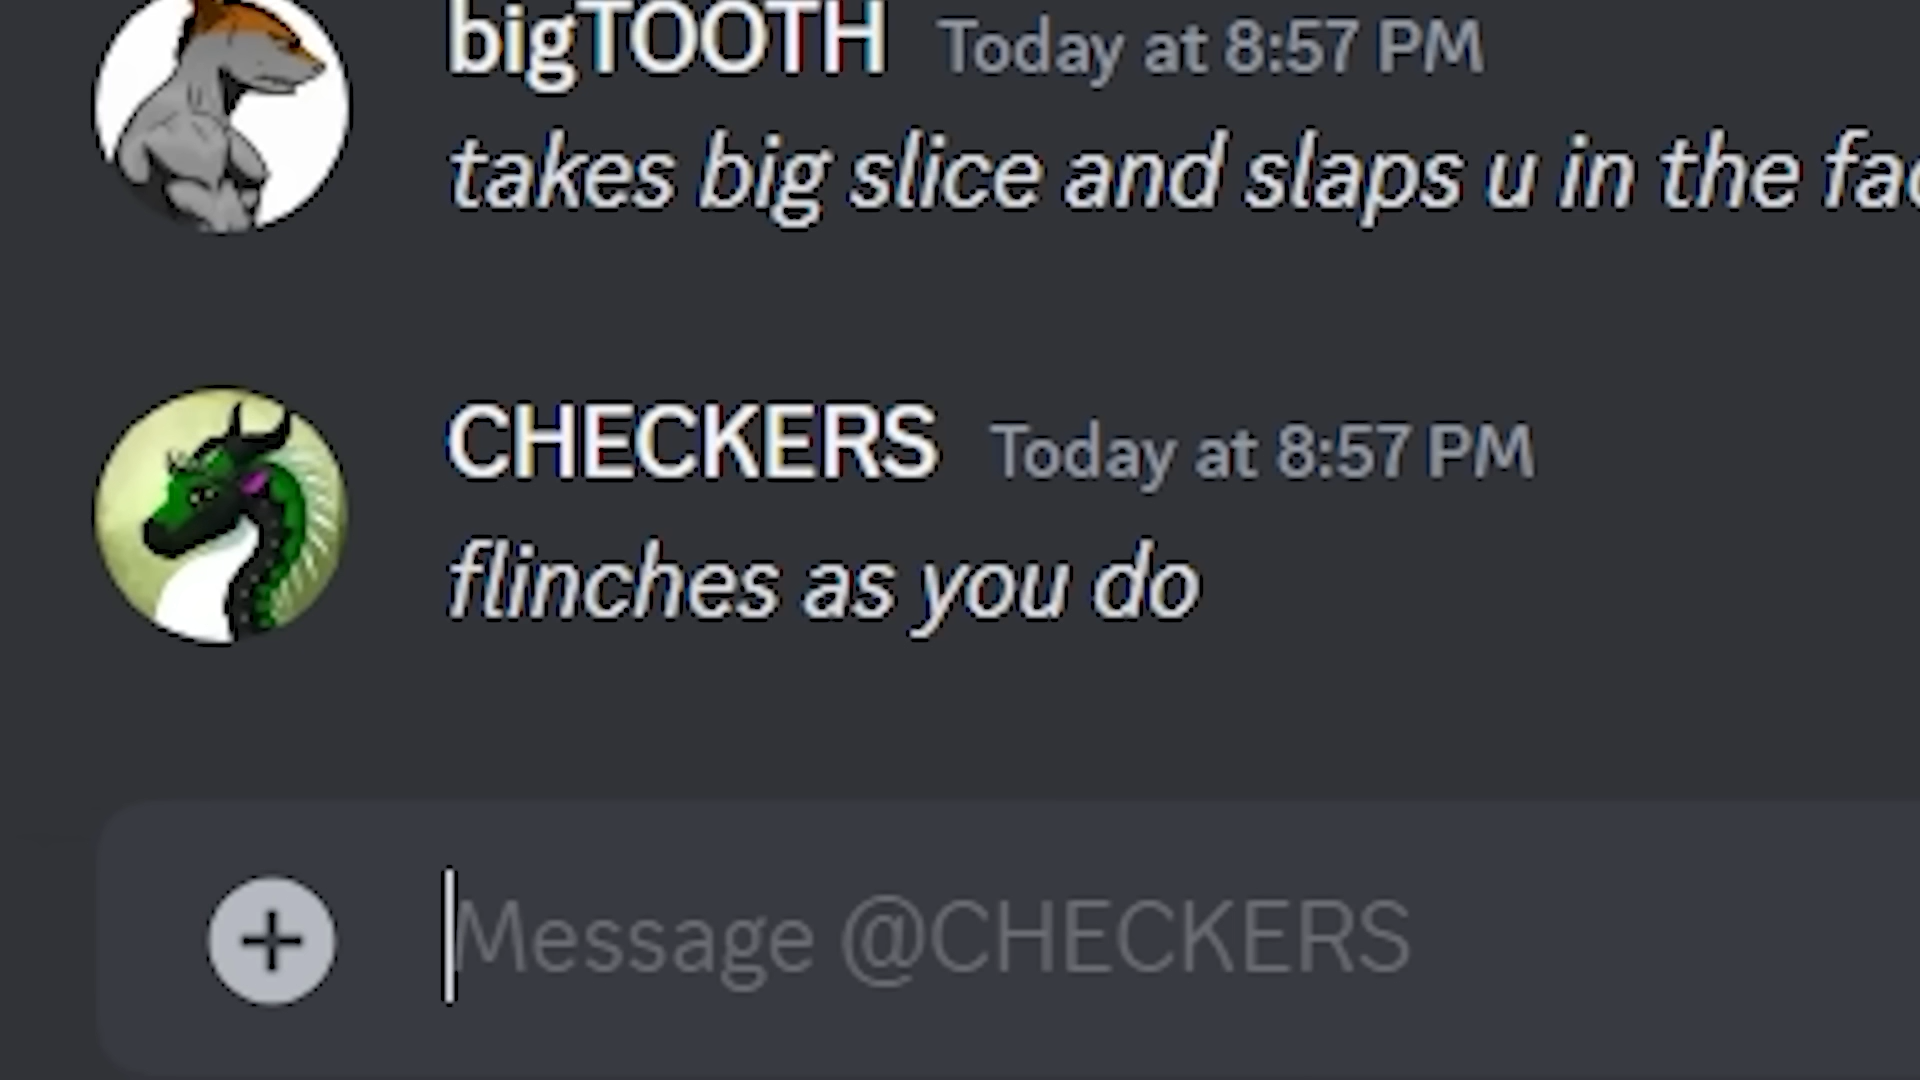 bigTOOTH Today at 8:57 PM
takes big slice and slaps u in the fac
CHECKERS Today at 8:57 PM
flinches as you do
Message @CHECKERS